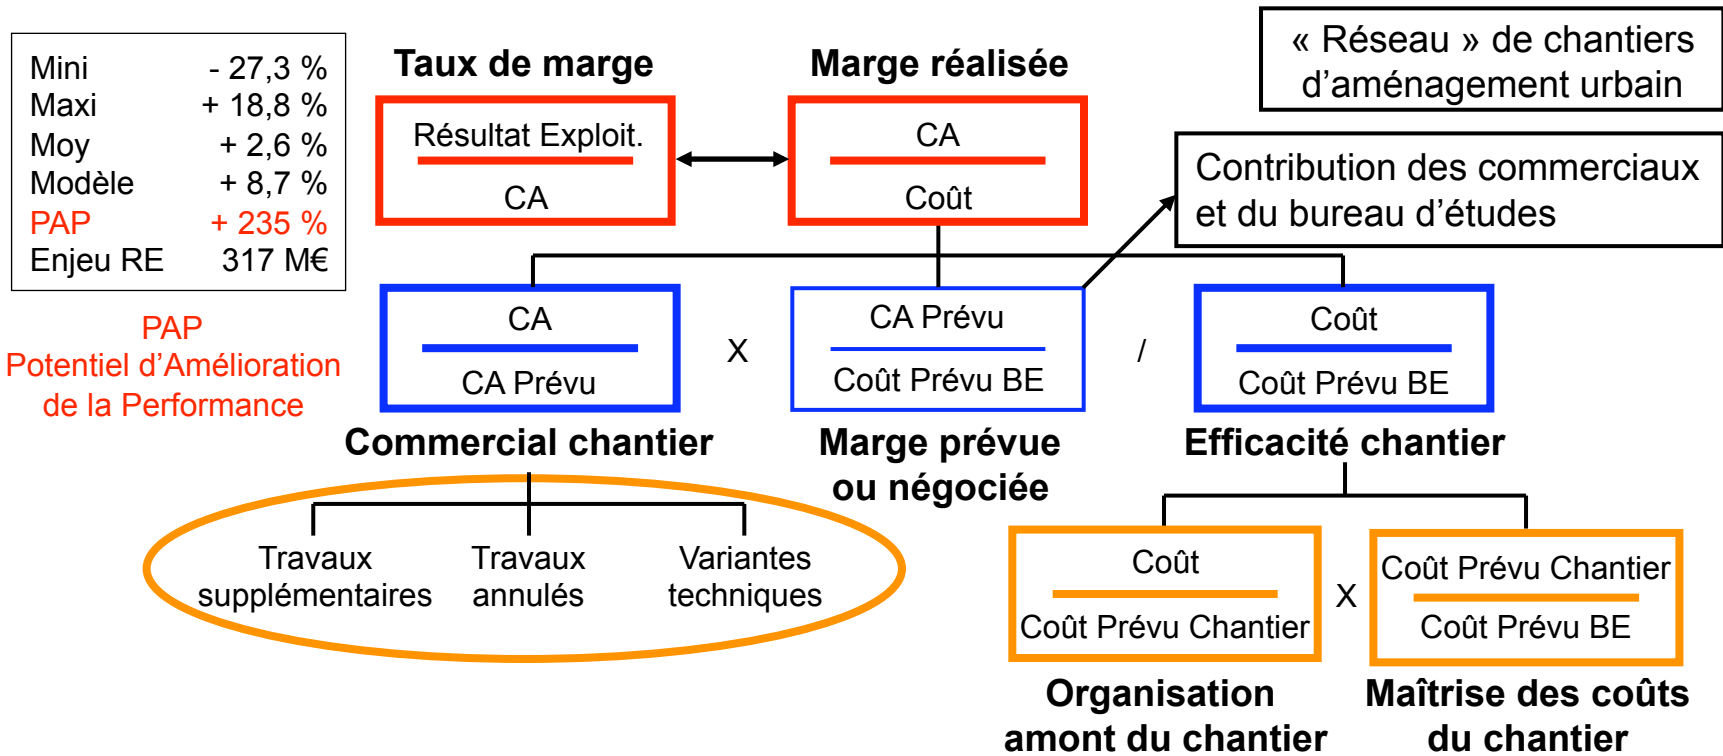 « Réseau » de chantiers
d’aménagement urbain
Mini - 27,3 %
Maxi + 18,8 %
Moy + 2,6 %
Modèle + 8,7 %
PAP + 235 %
Enjeu RE 317 M€
PAP
Potentiel d’Amélioration
de la Performance
Taux de marge
Résultat Exploit.
CA
Marge réalisée
CA
Coût
Contribution des commerciaux
et du bureau d’études
CA
CA Prévu
Commercial chantier
X
CA Prévu
Coût Prévu BE
Marge prévue
ou négociée
/
Coût
Coût Prévu BE
Efficacité chantier
Travaux
supplémentaires
Travaux
annulés
Variantes
techniques
Coût
Coût Prévu Chantier
Organisation
amont du chantier
X
Coût Prévu Chantier
Coût Prévu BE
Maîtrise des coûts
du chantier